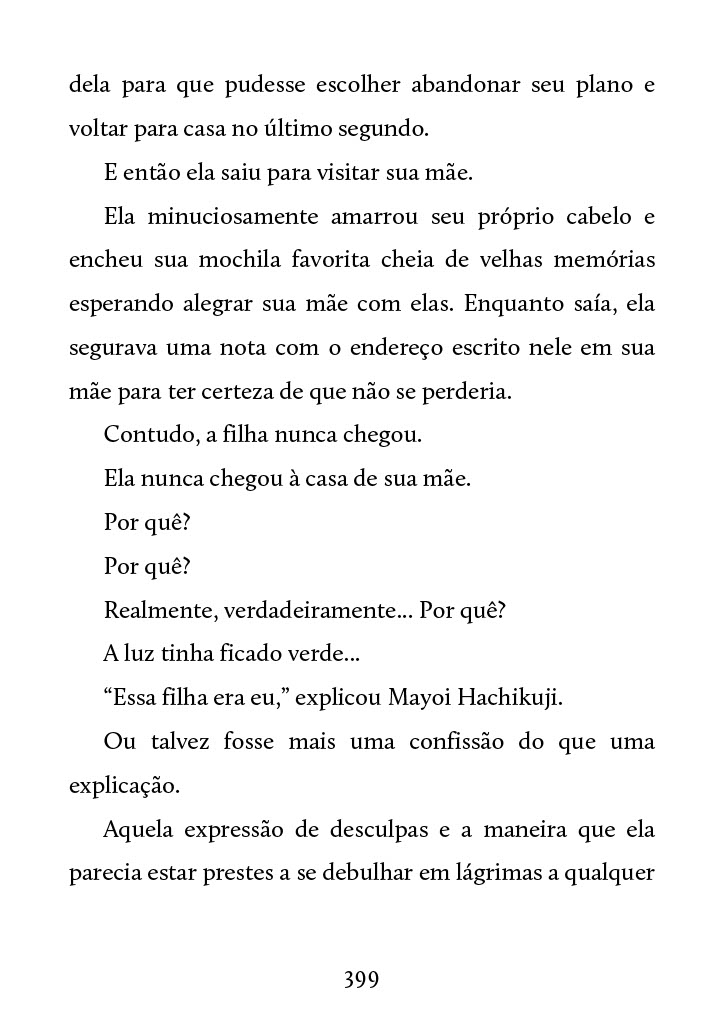 dela para que pudesse escolher abandonar seu plano e
voltar para casa no último segundo.
E então ela saiu para visitar sua mãe.
Ela minuciosamente amarrou seu próprio cabelo e
encheu sua mochila favorita cheia de velhas memórias
esperando alegrar sua mãe com elas. Enquanto saía, ela
segurava uma nota com o endereço escrito nele em sua
mãe para ter certeza de que não se perderia.
Contudo, a filha nunca chegou.
Ela nunca chegou à casa de sua mãe.
Por quê?
Por quê?
Realmente, verdadeiramente... Por quê?
A luz tinha ficado verde...
“Essa filha era eu,” explicou Mayoi Hachikuji.
Ou talvez fosse mais uma confissão do que uma
explicação.
Aquela expressão de desculpas e a maneira que ela
parecia estar prestes a se debulhar em lágrimas a qualquer
399